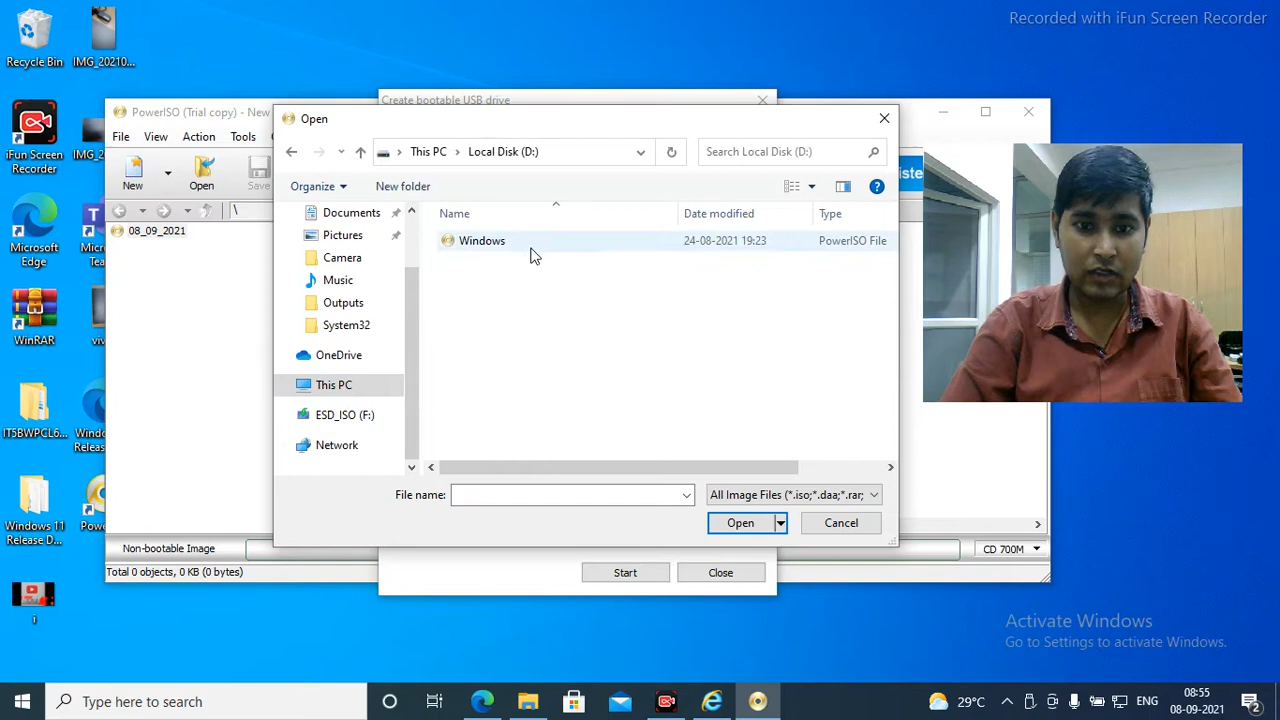 Recorded with iFun Screen Recorder
Recycle Bin
IMG_20210...
Create bootable USB drive
PowerISO (Trial copy) - New
Open
File View Action Tools
This PC > Local Disk (D:)
Search Local Disk (D:)
iFun Screen
Recorder
New
Open
Save
Organize
New folder
\
Documents
Name
Date modified
Type
Pictures
08_09_2021
Windows
24-08-2021 19:23
PowerISO File
Camera
Microsoft
Edge
Music
Outputs
System32
OneDrive
WinRAR
This PC
ESD_ISO (F:)
IT5BWPCL6...
Network
File name:
All Image Files (*.iso;*.daa;*.rar;
Open
Cancel
Windows 11
Release D...
Non-bootable Image
CD 700M
Total 0 objects, 0 KB (0 bytes)
Start
Close
i
Activate Windows
Go to Settings to activate Windows.
Type here to search
29°C
ENG
08:55
08-09-2021
2